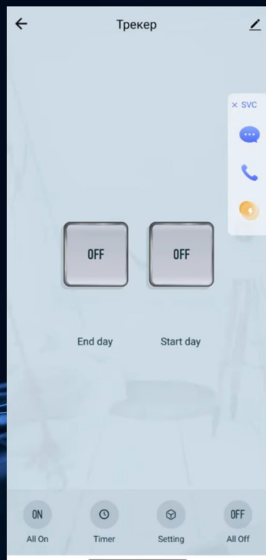 Трекер
× SVC
OFF OFF
End day Start day
ON OFF
All On Timer Setting All Off